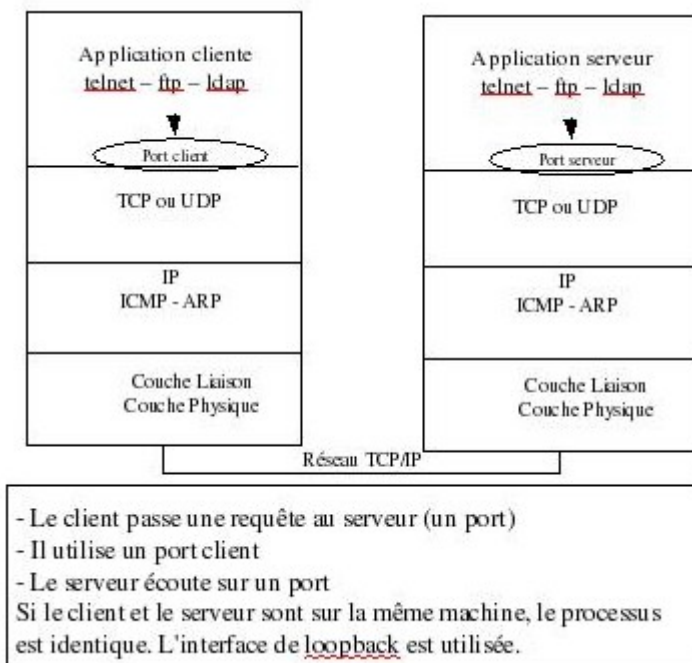 Application cliente
telnet – ftp – ldap
Port client
TCP ou UDP
IP
ICMP - ARP
Couche Liaison
Couche Physique
Application serveur
telnet – ftp – ldap
Port serveur
TCP ou UDP
IP
ICMP - ARP
Couche Liaison
Couche Physique
Réseau TCP/IP
- Le client passe une requête au serveur (un port)
- Il utilise un port client
- Le serveur écoute sur un port
Si le client et le serveur sont sur la même machine, le processus
est identique. L'interface de loopback est utilisée.